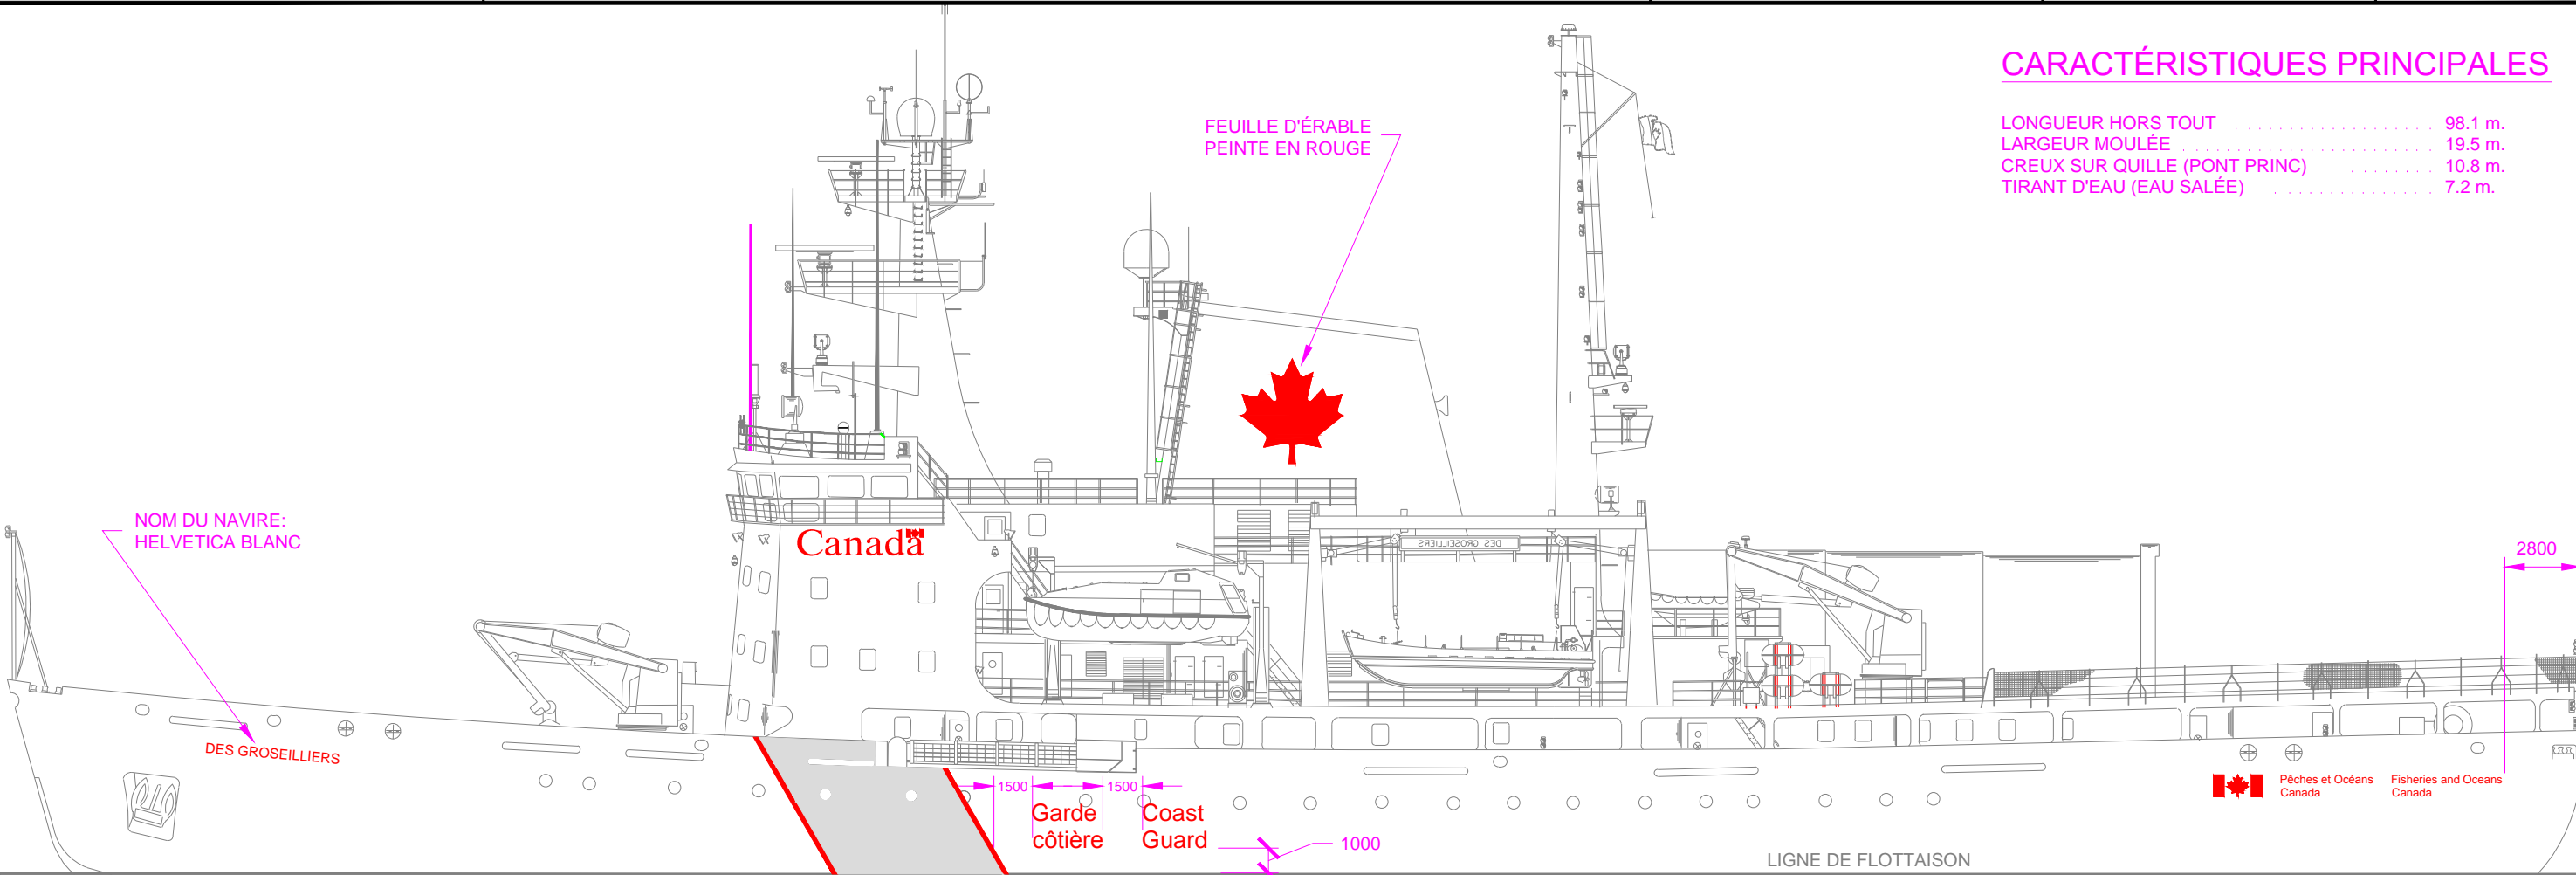 CARACTÉRISTIQUES PRINCIPALES
LONGUEUR HORS TOUT . . . . . . . . . . . . . . . . . . 98.1 m.
LARGEUR MOULÉE . . . . . . . . . . . . . . . . . . . . . . . 19.5 m.
CREUX SUR QUILLE (PONT PRINC) . . . . . . . . 10.8 m.
TIRANT D'EAU (EAU SALÉE) . . . . . . . . . . . . . . . 7.2 m.
FEUILLE D'ÉRABLE
PEINTE EN ROUGE
NOM DU NAVIRE:
HELVETICA BLANC
Canada
DES GROSEILLIERS
2800
DES GROSEILLIERS
1500
1500
Garde
côtière
Coast
Guard
1000
Pêches et Océans
Canada
Fisheries and Oceans
Canada
LIGNE DE FLOTTAISON